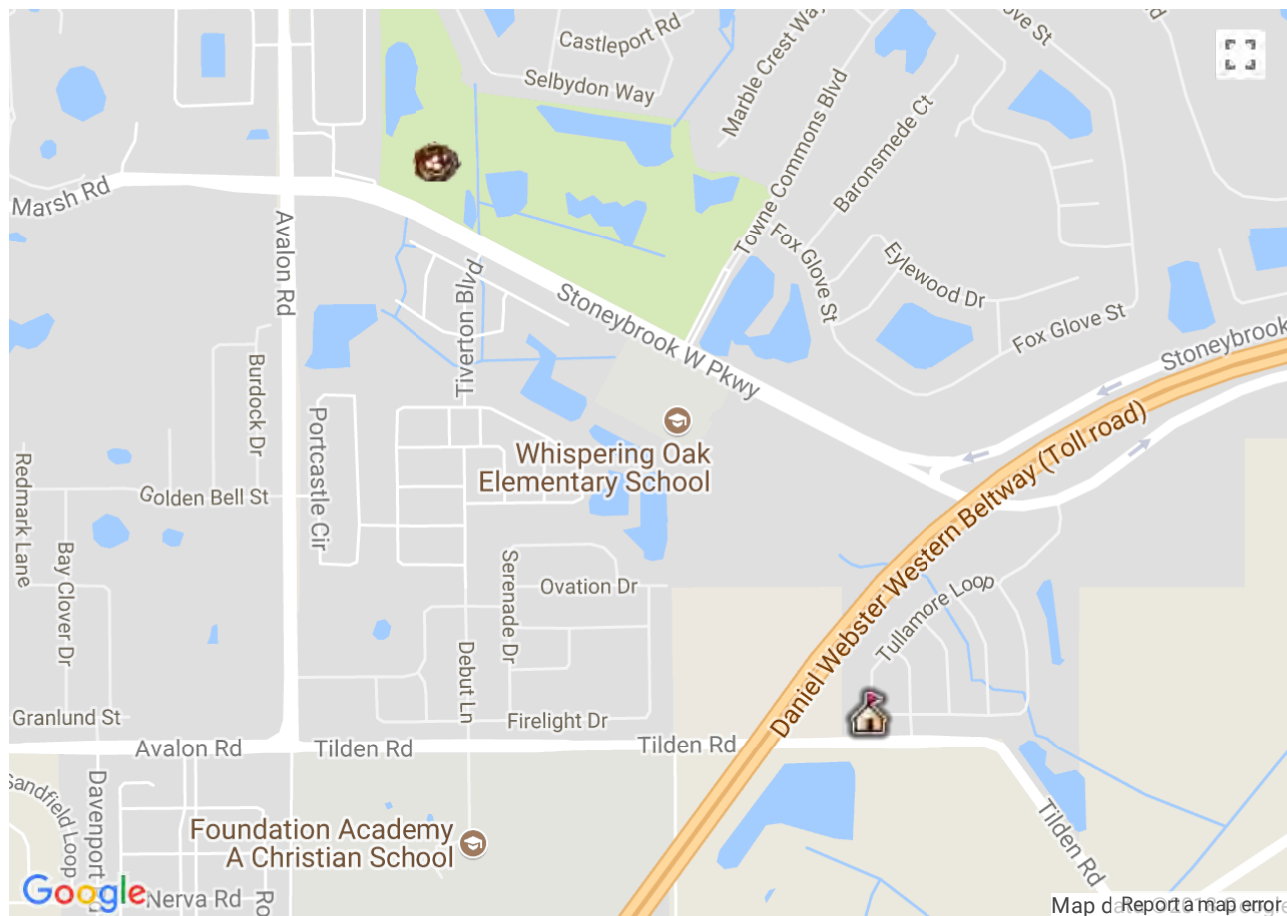 Castleport Rd
Selbydon Way
Marble Crest Way
Towne Commons Blvd
Baronsmede Ct
ove St
Marsh Rd
Avalon Rd
Tiverton Blvd
Fox Glove St
Eylewood Dr
Fox Glove St
Stoneybrook W Pkwy
Stoneybrook
Burdock Dr
Portcastle Cir
Whispering Oak
Elementary School
Daniel Webster Western Beltway (Toll road)
Redmark Lane
Golden Bell St
Bay Clover Dr
Serenade Dr
Ovation Dr
Tullamore Loop
Debut Ln
Granlund St
Firelight Dr
Avalon Rd
Tilden Rd
Tilden Rd
Sandfield Loop
Davenport
Foundation Academy
A Christian School
Tilden Rd
Google
Nerva Rd
Ro
Map d
Report a map error